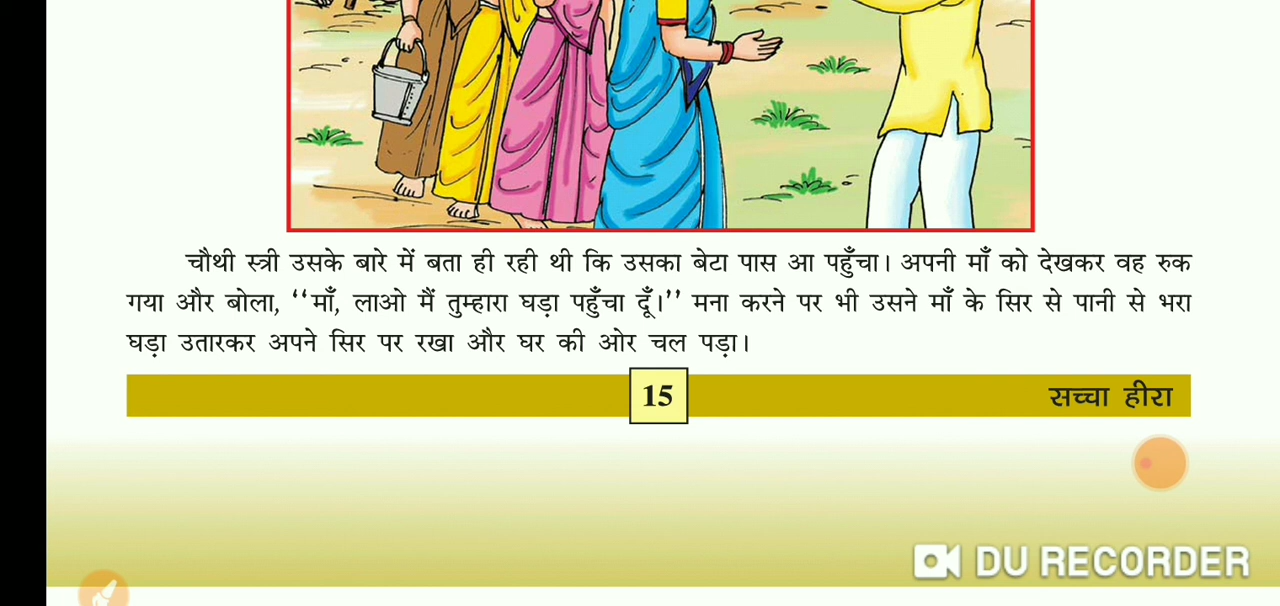 चौथी स्त्री उसके बारे में बता ही रही थी कि उसका बेटा पास आ पहुँचा। अपनी माँ को देखकर वह रुक
गया और बोला, ‘‘माँ, लाओ मैं तुम्हारा घड़ा पहुँचा दूँ।’’ मना करने पर भी उसने माँ के सिर से पानी से भरा
घड़ा उतारकर अपने सिर पर रखा और घर की ओर चल पड़ा।
15
सच्चा हीरा
DU RECORDER